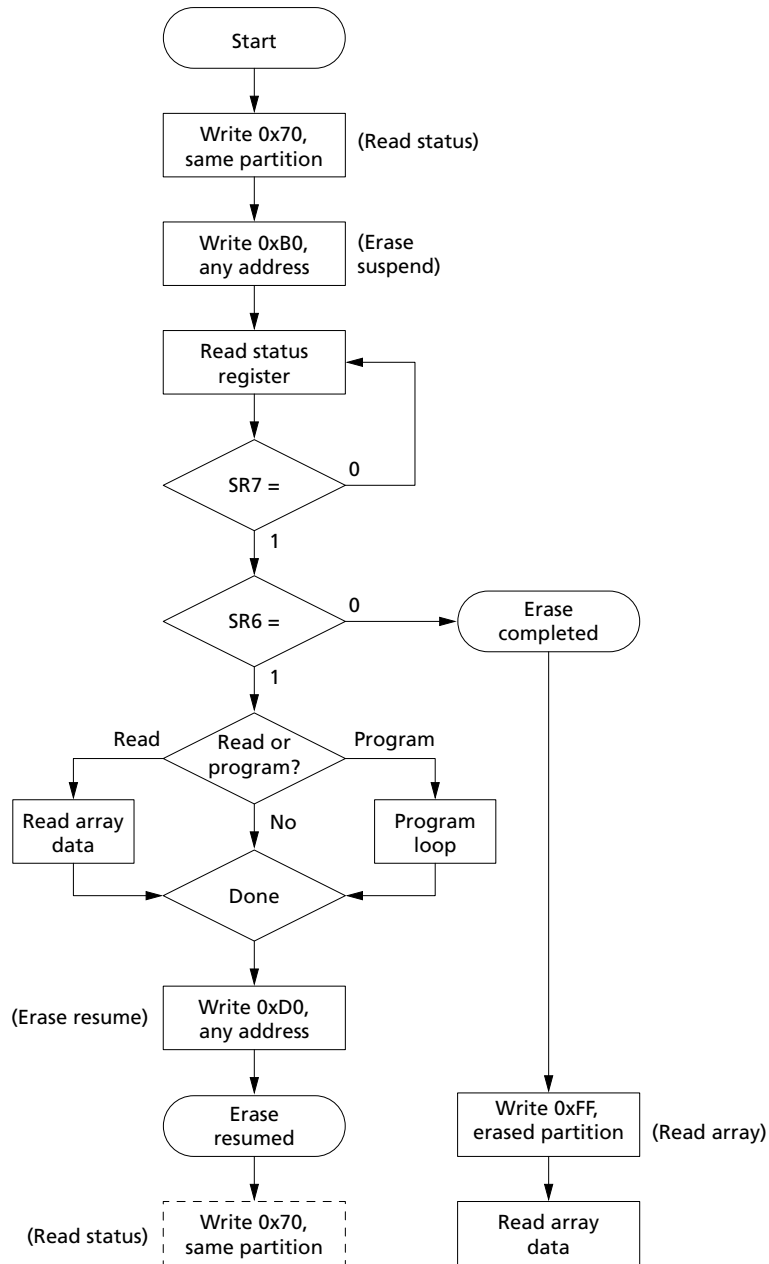 Start
Write 0x70,
same partition
(Read status)
Write 0xB0,
any address
(Erase
suspend)
Read status
register
SR7 =
0
1
SR6 =
0
Erase
completed
1
Read
Read or
program?
Program
Read array
data
No
Program
loop
Done
(Erase resume)
Write 0xD0,
any address
Erase
resumed
Write 0xFF,
erased partition
(Read array)
(Read status)
Write 0x70,
same partition
Read array
data